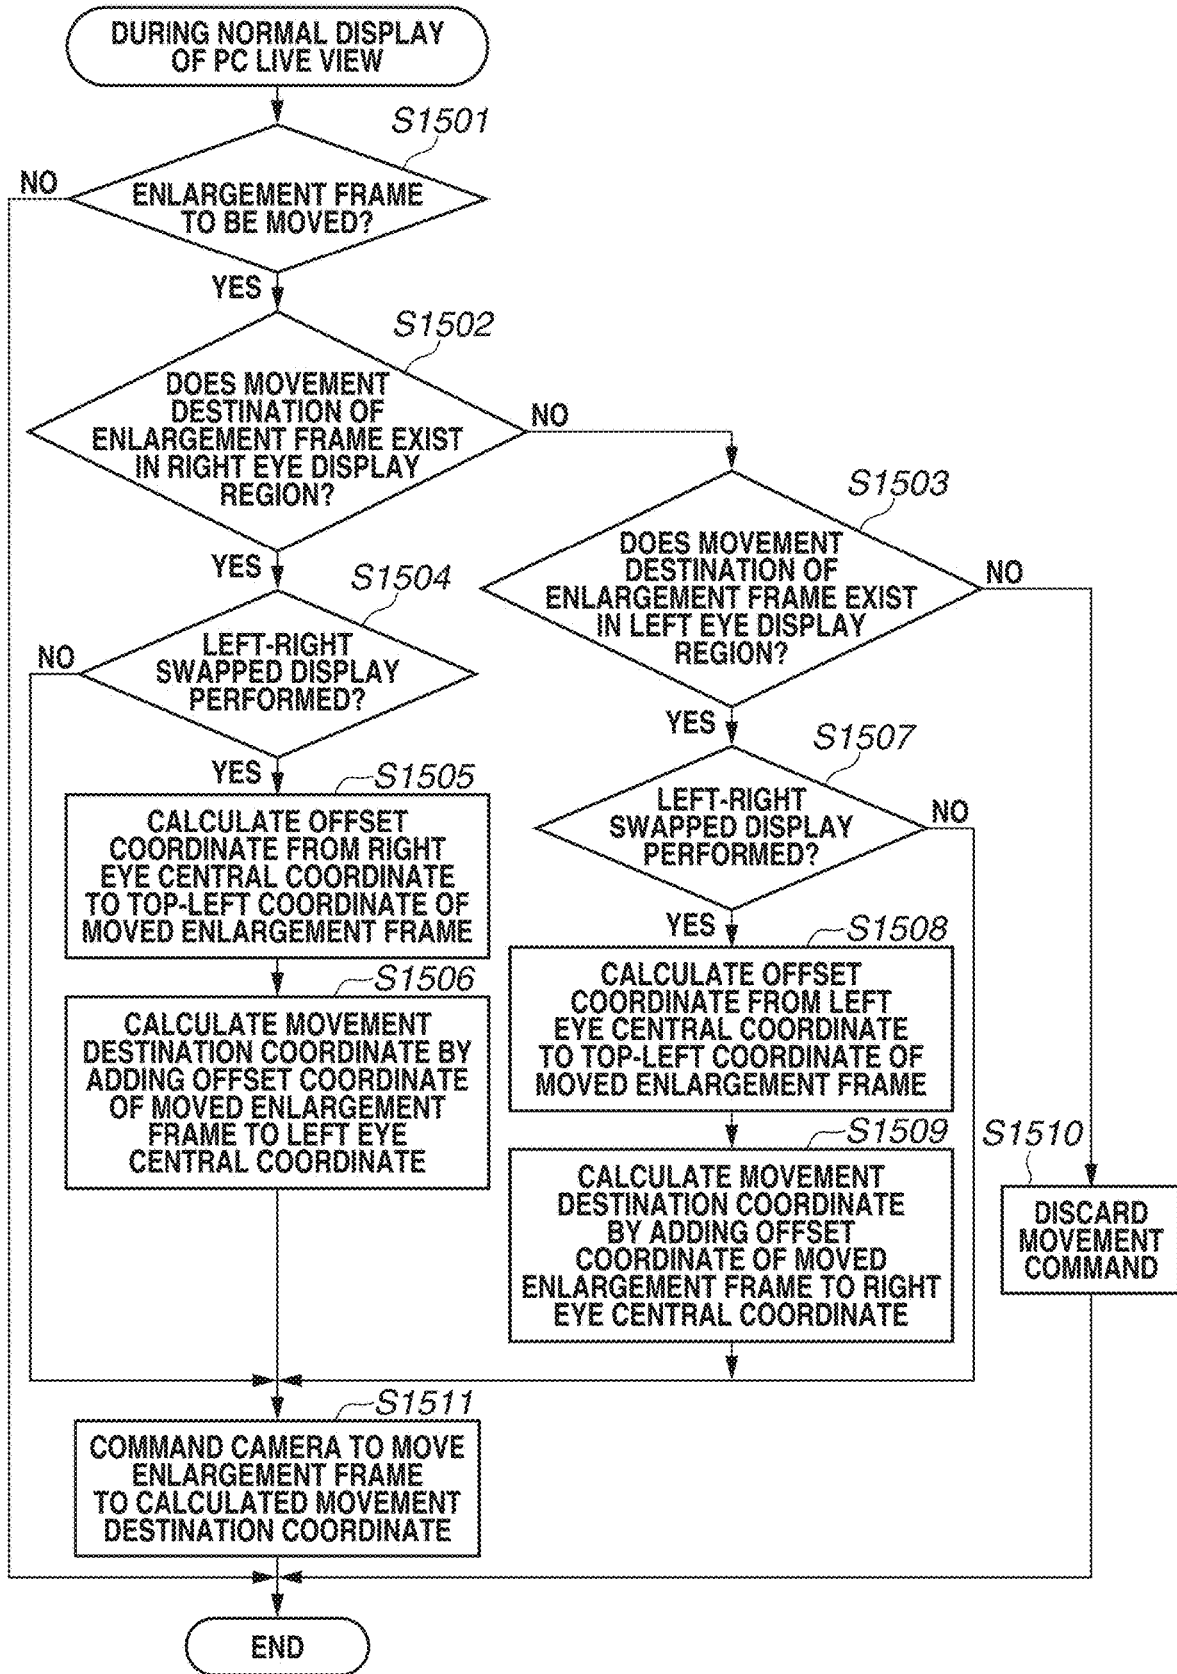 DURING NORMAL DISPLAY
OF PC LIVE VIEW
S1501
NO
ENLARGEMENT FRAME
TO BE MOVED?
YES
S1502
DOES MOVEMENT
DESTINATION OF
ENLARGEMENT FRAME EXIST
IN RIGHT EYE DISPLAY
REGION?
NO
YES
S1503
DOES MOVEMENT
DESTINATION OF
ENLARGEMENT FRAME EXIST
IN LEFT EYE DISPLAY
REGION?
NO
YES
S1504
NO
LEFT-RIGHT
SWAPPED DISPLAY
PERFORMED?
YES
S1505
CALCULATE OFFSET
COORDINATE FROM RIGHT
EYE CENTRAL COORDINATE
TO TOP-LEFT COORDINATE OF
MOVED ENLARGEMENT FRAME
S1506
CALCULATE MOVEMENT
DESTINATION COORDINATE BY
ADDING OFFSET COORDINATE
OF MOVED ENLARGEMENT
FRAME TO LEFT EYE
CENTRAL COORDINATE
S1507
LEFT-RIGHT
SWAPPED DISPLAY
PERFORMED?
NO
YES
S1508
CALCULATE OFFSET
COORDINATE FROM LEFT
EYE CENTRAL COORDINATE
TO TOP-LEFT COORDINATE OF
MOVED ENLARGEMENT FRAME
S1509
CALCULATE MOVEMENT
DESTINATION COORDINATE
BY ADDING OFFSET
COORDINATE OF MOVED
ENLARGEMENT FRAME TO RIGHT
EYE CENTRAL COORDINATE
S1510
DISCARD
MOVEMENT
COMMAND
S1511
COMMAND CAMERA TO MOVE
ENLARGEMENT FRAME
TO CALCULATED MOVEMENT
DESTINATION COORDINATE
END